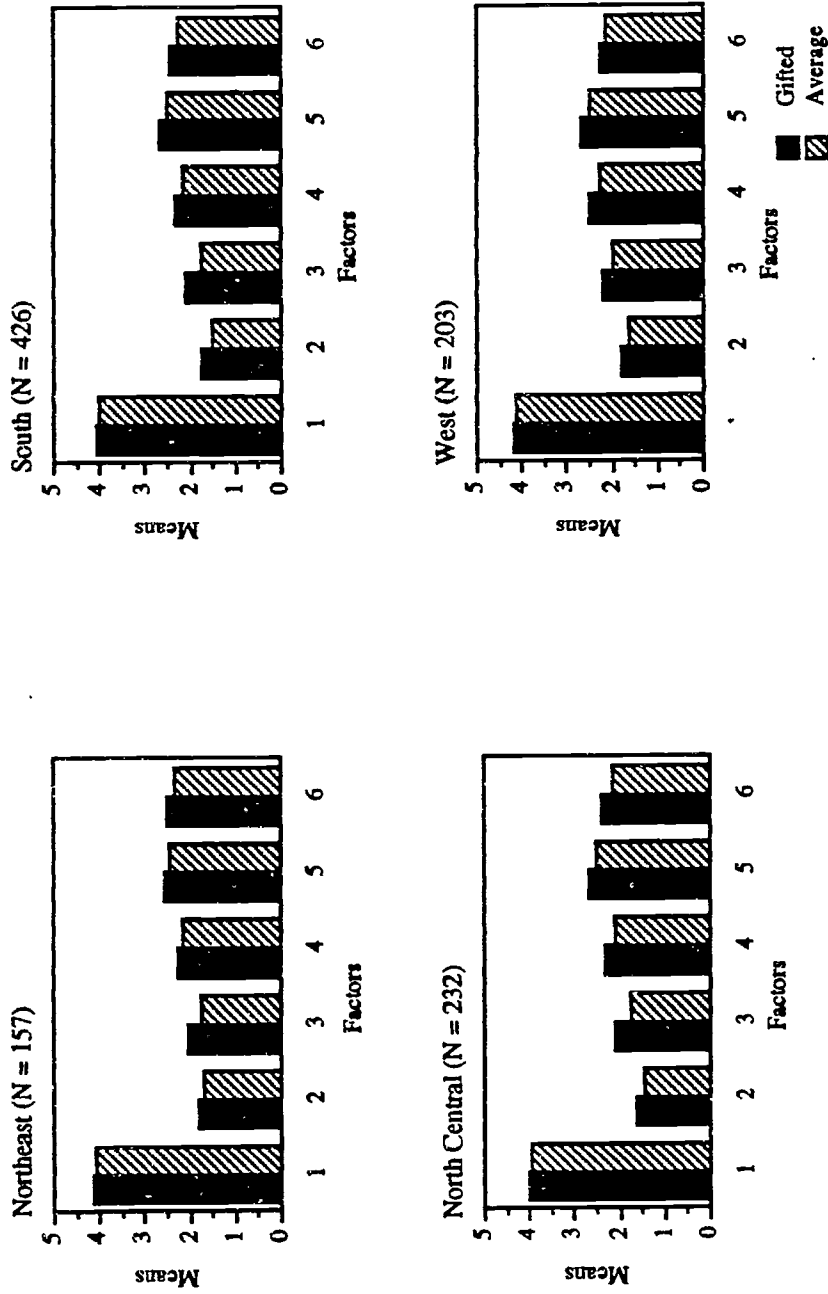 Northeast (N = 157)
5
4
3
2
1
0
Means
1 2 3 4 5 6
Factors
South (N = 426)
5
4
3
2
1
0
Means
1 2 3 4 5 6
Factors
North Central (N = 232)
5
4
3
2
1
0
Means
1 2 3 4 5 6
Factors
West (N = 203)
5
4
3
2
1
0
Means
2 3 4 5 6
Factors
Gifted
Average